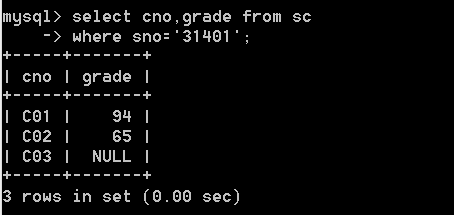 mysql> select cno,grade from sc
    -> where sno='31401';
+-----+-------+
| cno | grade |
+-----+-------+
| C01 |    94 |
| C02 |    65 |
| C03 |  NULL |
+-----+-------+
3 rows in set (0.00 sec)